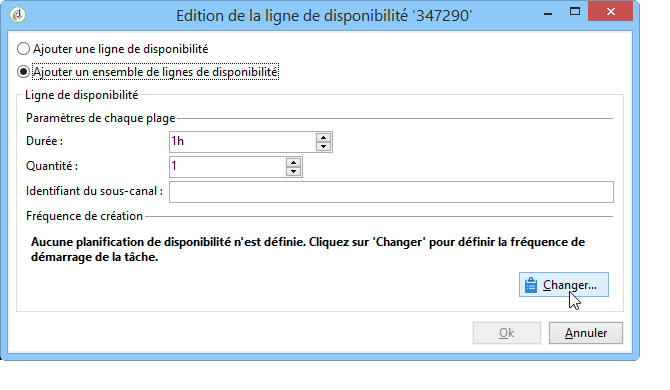 Edition de la ligne de disponibilité '347290'
Ajouter une ligne de disponibilité
Ajouter un ensemble de lignes de disponibilité
Ligne de disponibilité
Paramètres de chaque plage
Durée :
1h
Quantité :
1
Identifiant du sous-canal :
Fréquence de création
Aucune planification de disponibilité n'est définie. Cliquez sur 'Changer' pour définir la fréquence de
démarrage de la tâche.
Changer...
Ok
Annuler